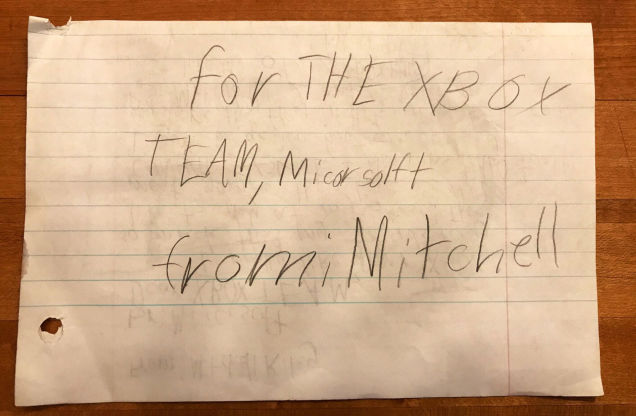 for THE XBOX
TEAM, Micorsolft
from: Mitchell